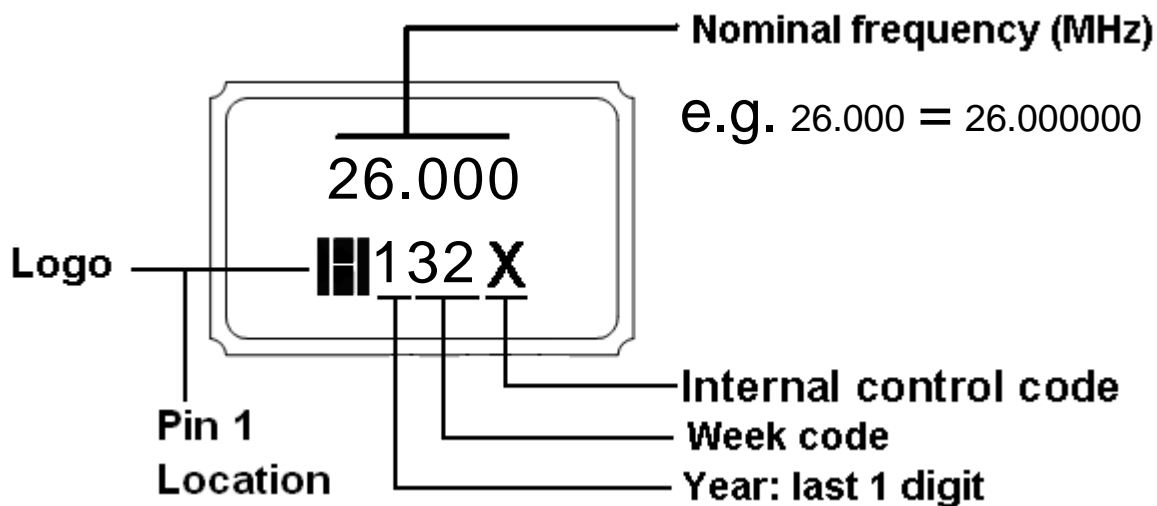 Nominal frequency (MHz)
e.g. 26.000 = 26.000000
26.000
Logo
132 X
Internal control code
Pin 1
Location
Week code
Year: last 1 digit